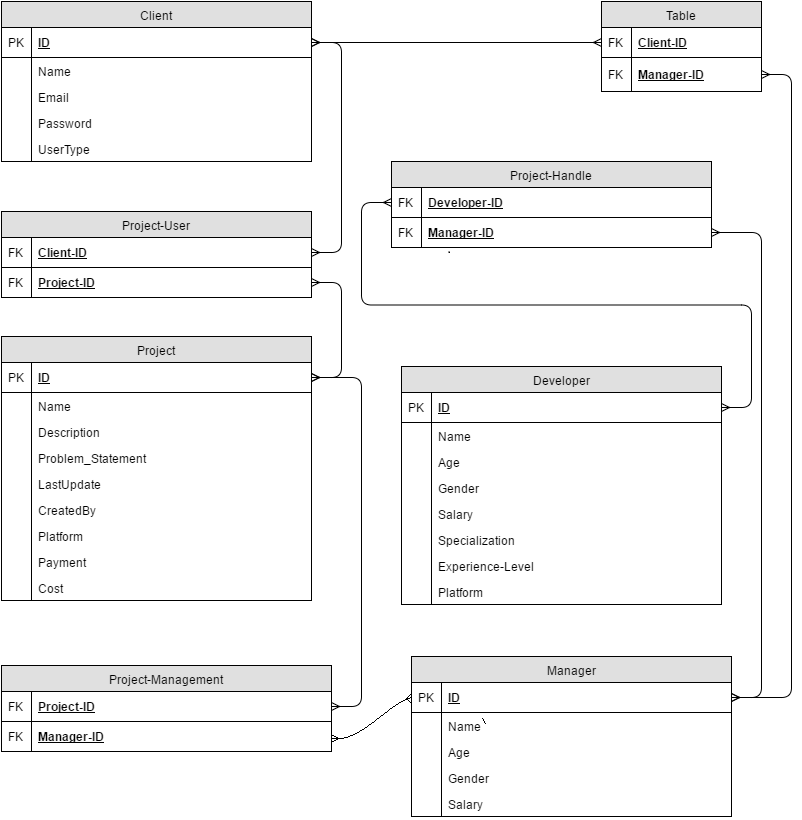 Client
PK ID
Name
Email
Password
UserType
Table
FK Client-ID
FK Manager-ID
Project-Handle
FK Developer-ID
FK Manager-ID
Project-User
FK Client-ID
FK Project-ID
Project
PK ID
Name
Description
Problem_Statement
LastUpdate
CreatedBy
Platform
Payment
Cost
Developer
PK ID
Name
Age
Gender
Salary
Specialization
Experience-Level
Platform
Project-Management
FK Project-ID
FK Manager-ID
Manager
PK ID
Name
Age
Gender
Salary